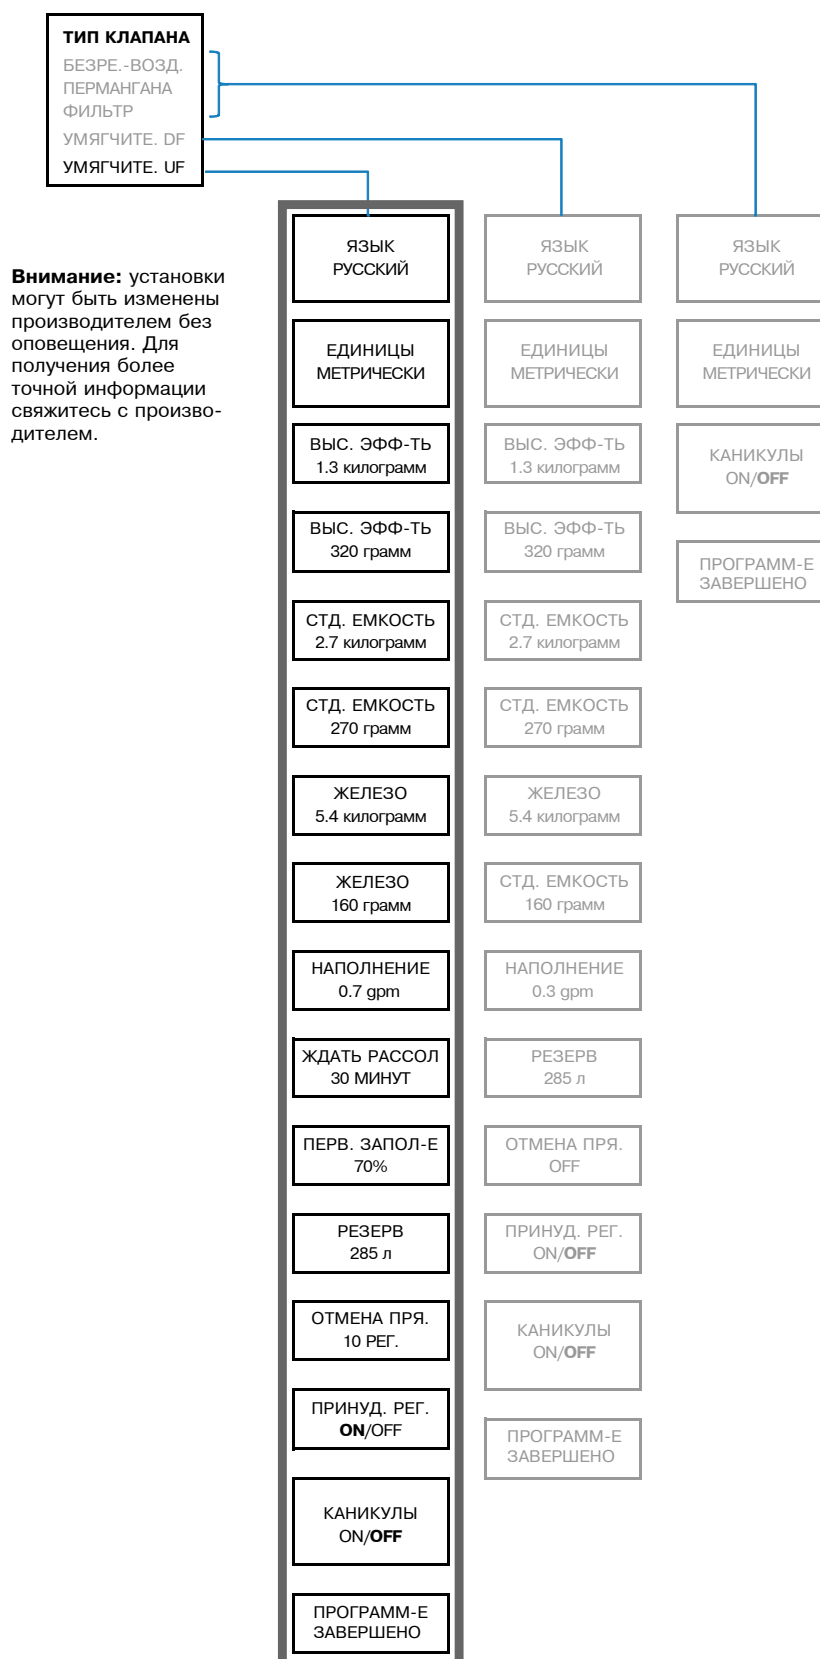 ТИП КЛАПАНА
БЕЗРЕ.-ВОЗД.
ПЕРМАНГАНА
ФИЛЬТР
УМЯГЧИТЕ. DF
УМЯГЧИТЕ. UF
Внимание: установки
могут быть изменены
производителем без
оповещения. Для
получения более
точной информации
свяжитесь с произво-
дителем.
ЯЗЫК
РУССКИЙ
ЕДИНИЦЫ
МЕТРИЧЕСКИ
ВЫС. ЭФФ-ТЬ
1.3 килограмм
ВЫС. ЭФФ-ТЬ
320 грамм
СТД. ЕМКОСТЬ
2.7 килограмм
СТД. ЕМКОСТЬ
270 грамм
ЖЕЛЕЗО
5.4 килограмм
ЖЕЛЕЗО
160 грамм
НАПОЛНЕНИЕ
0.7 gpm
ЖДАТЬ РАССОЛ
30 МИНУТ
ПЕРВ. ЗАПОЛ-Е
70%
РЕЗЕРВ
285 л
ОТМЕНА ПРЯ.
10 РЕГ.
ПРИНУД. РЕГ.
ON/OFF
КАНИКУЛЫ
ON/OFF
ПРОГРАММ-Е
ЗАВЕРШЕНО
ЯЗЫК
РУССКИЙ
ЕДИНИЦЫ
МЕТРИЧЕСКИ
ВЫС. ЭФФ-ТЬ
1.3 килограмм
ВЫС. ЭФФ-ТЬ
320 грамм
СТД. ЕМКОСТЬ
2.7 килограмм
СТД. ЕМКОСТЬ
270 грамм
ЖЕЛЕЗО
5.4 килограмм
СТД. ЕМКОСТЬ
160 грамм
НАПОЛНЕНИЕ
0.3 gpm
РЕЗЕРВ
285 л
ОТМЕНА ПРЯ.
OFF
ПРИНУД. РЕГ.
ON/OFF
КАНИКУЛЫ
ON/OFF
ПРОГРАММ-Е
ЗАВЕРШЕНО
ЯЗЫК
РУССКИЙ
ЕДИНИЦЫ
МЕТРИЧЕСКИ
КАНИКУЛЫ
ON/OFF
ПРОГРАММ-Е
ЗАВЕРШЕНО